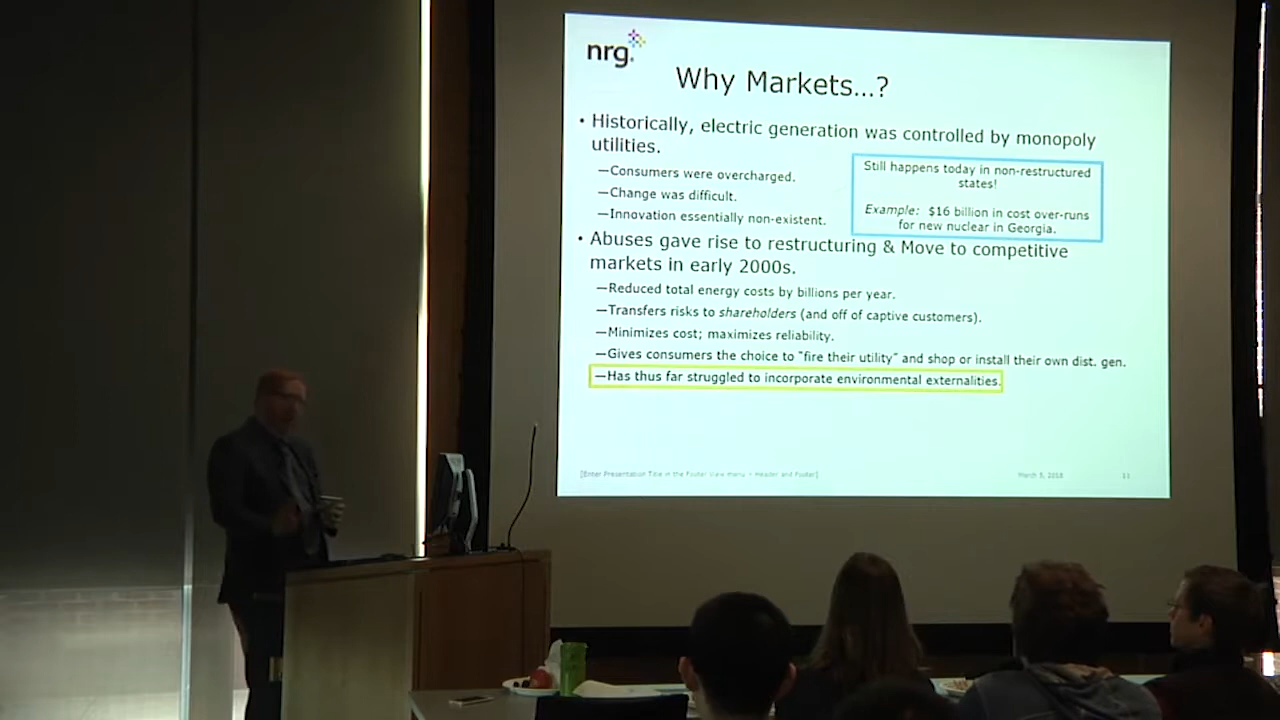 nrg
Why Markets...?
• Historically, electric generation was controlled by monopoly
utilities.
—Consumers were overcharged.
—Change was difficult.
—Innovation essentially non-existent.
Still happens today in non-restructured
states!
Example: $16 billion in cost over-runs
for new nuclear in Georgia.
• Abuses gave rise to restructuring & Move to competitive
markets in early 2000s.
—Reduced total energy costs by billions per year.
—Transfers risks to shareholders (and off of captive customers).
—Minimizes cost; maximizes reliability.
—Gives consumers the choice to "fire their utility" and shop or install their own dist. gen.
—Has thus far struggled to incorporate environmental externalities.
[Enter Presentation Title in the Footer View menu > Header and Footer]
March 5, 2018
11